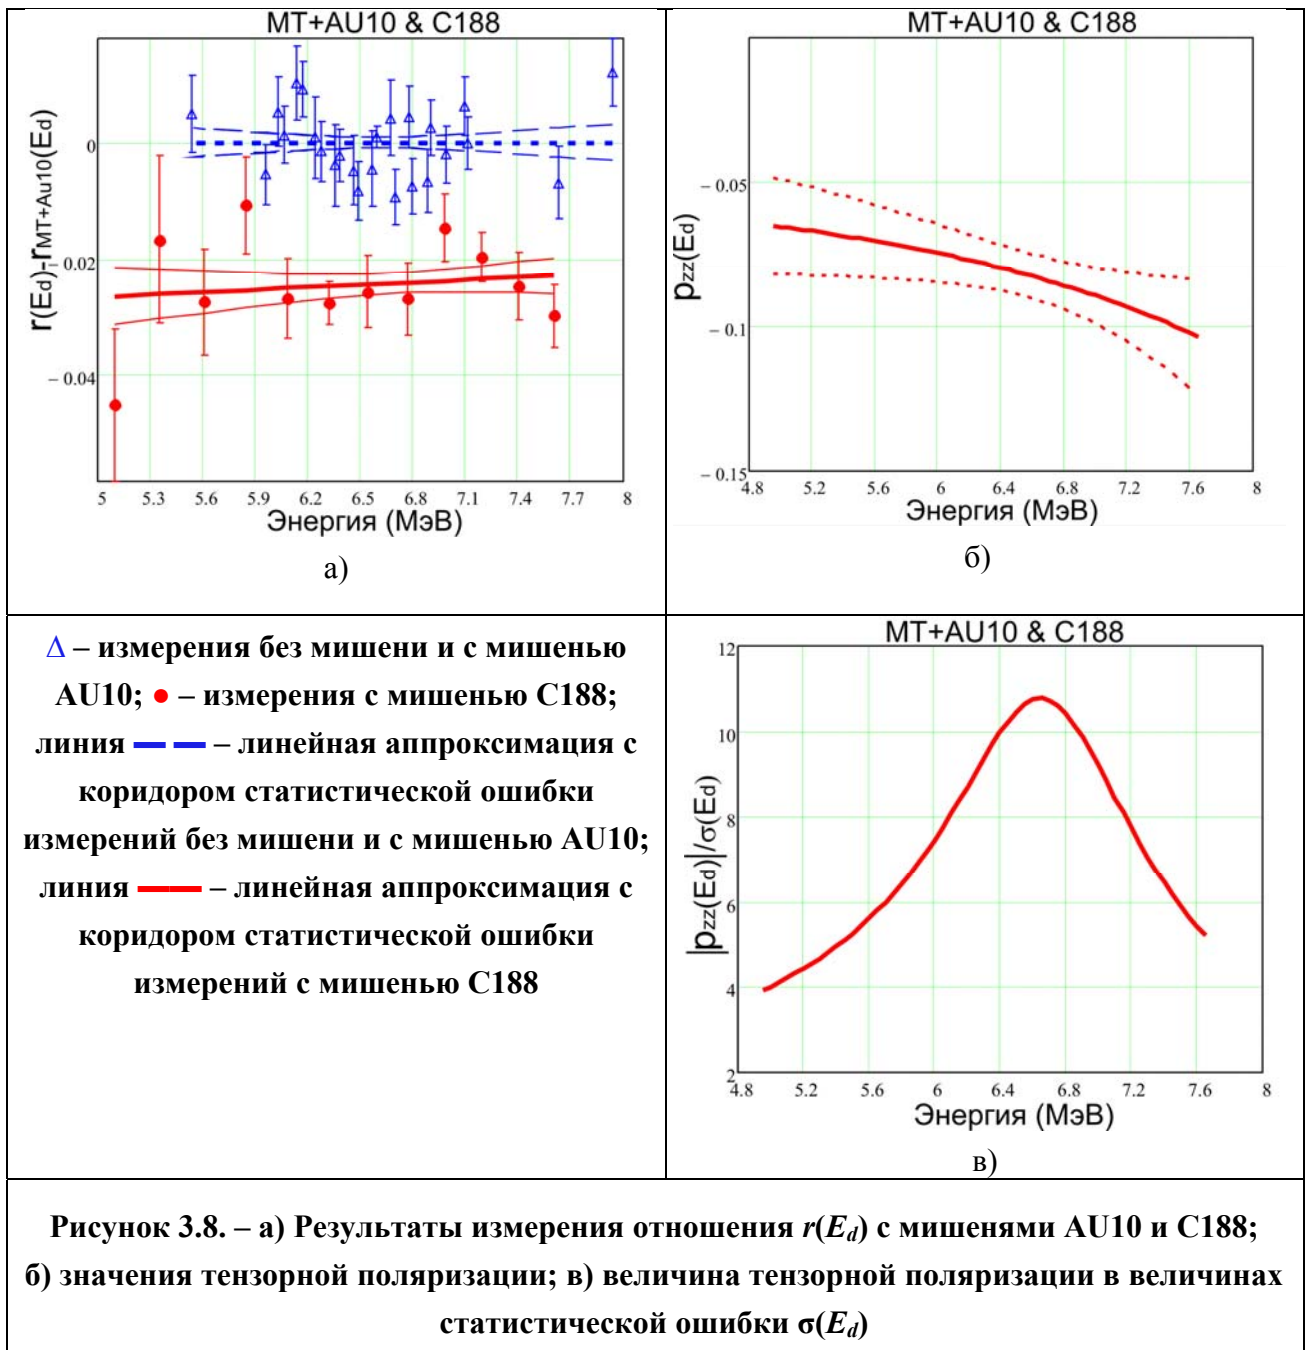 MT+AU10 & C188
r(Ed)-rMT+Au10(Ed)
0
– 0.02
– 0.04
5 5.3 5.6 5.9 6.2 6.5 6.8 7.1 7.4 7.7 8
Энергия (МэВ)
а)
MT+AU10 & C188
pzz(Ed)
– 0.05
– 0.1
– 0.15
4.8 5.2 5.6 6 6.4 6.8 7.2 7.6 8
Энергия (МэВ)
б)
Δ – измерения без мишени и с мишенью
AU10; ● – измерения с мишенью C188;
линия — — – линейная аппроксимация с
коридором статистической ошибки
измерений без мишени и с мишенью AU10;
линия —— – линейная аппроксимация с
коридором статистической ошибки
измерений с мишенью C188
MT+AU10 & C188
|pzz(Ed)|/σ(Ed)
12
10
8
6
4
2
4.8 5.2 5.6 6 6.4 6.8 7.2 7.6 8
Энергия (МэВ)
в)
Рисунок 3.8. – а) Результаты измерения отношения r(Ed) с мишенями AU10 и C188;
б) значения тензорной поляризации; в) величина тензорной поляризации в величинах
статистической ошибки σ(Ed)